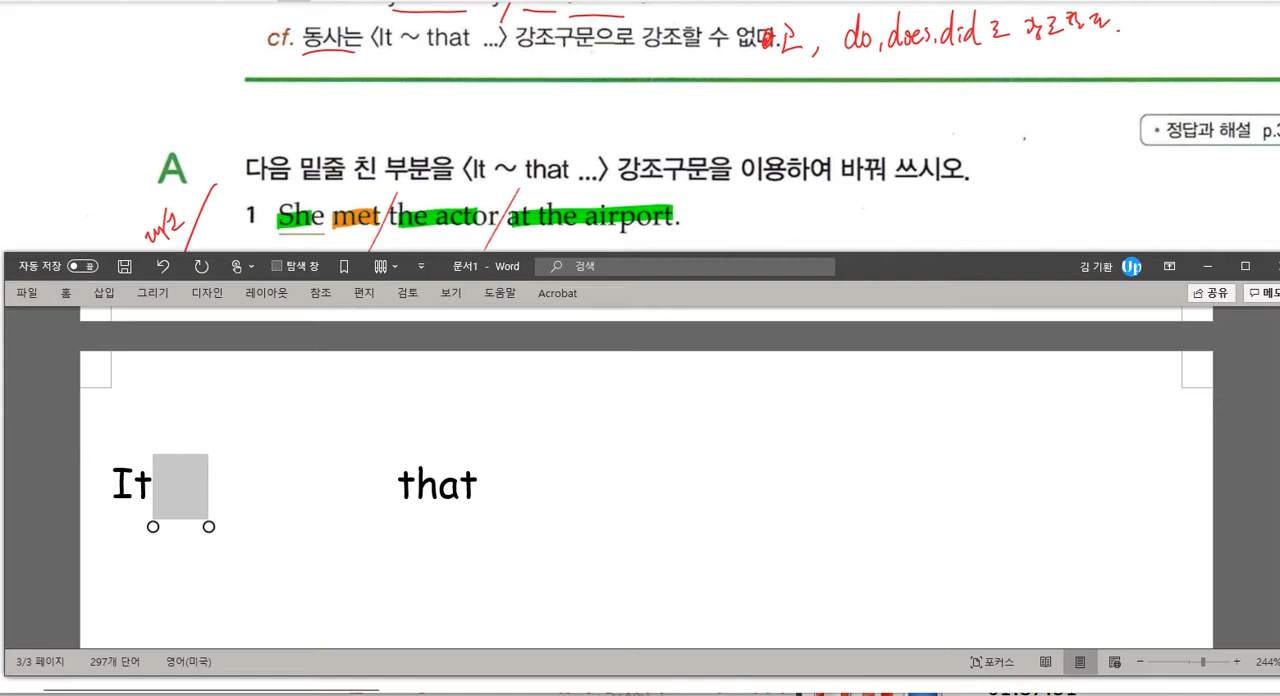 cf. 동사는 〈It ~ that ...〉 강조구문으로 강조할 수 없고, do, does, did로
• 정답과 해설 p.3
A 다음 밑줄 친 부분을 〈It ~ that ...〉 강조구문을 이용하여 바꿔 쓰시오.
1 She met the actor at the airport.
자동 저장 문서1 - Word 검색 김 기환 Up
탐색 창
파일 홈 삽입 그리기 디자인 레이아웃 참조 편지 검토 보기 도움말 Acrobat 공유 메모
It that
3/3 페이지 297개 단어 영어(미국) 포커스 244%